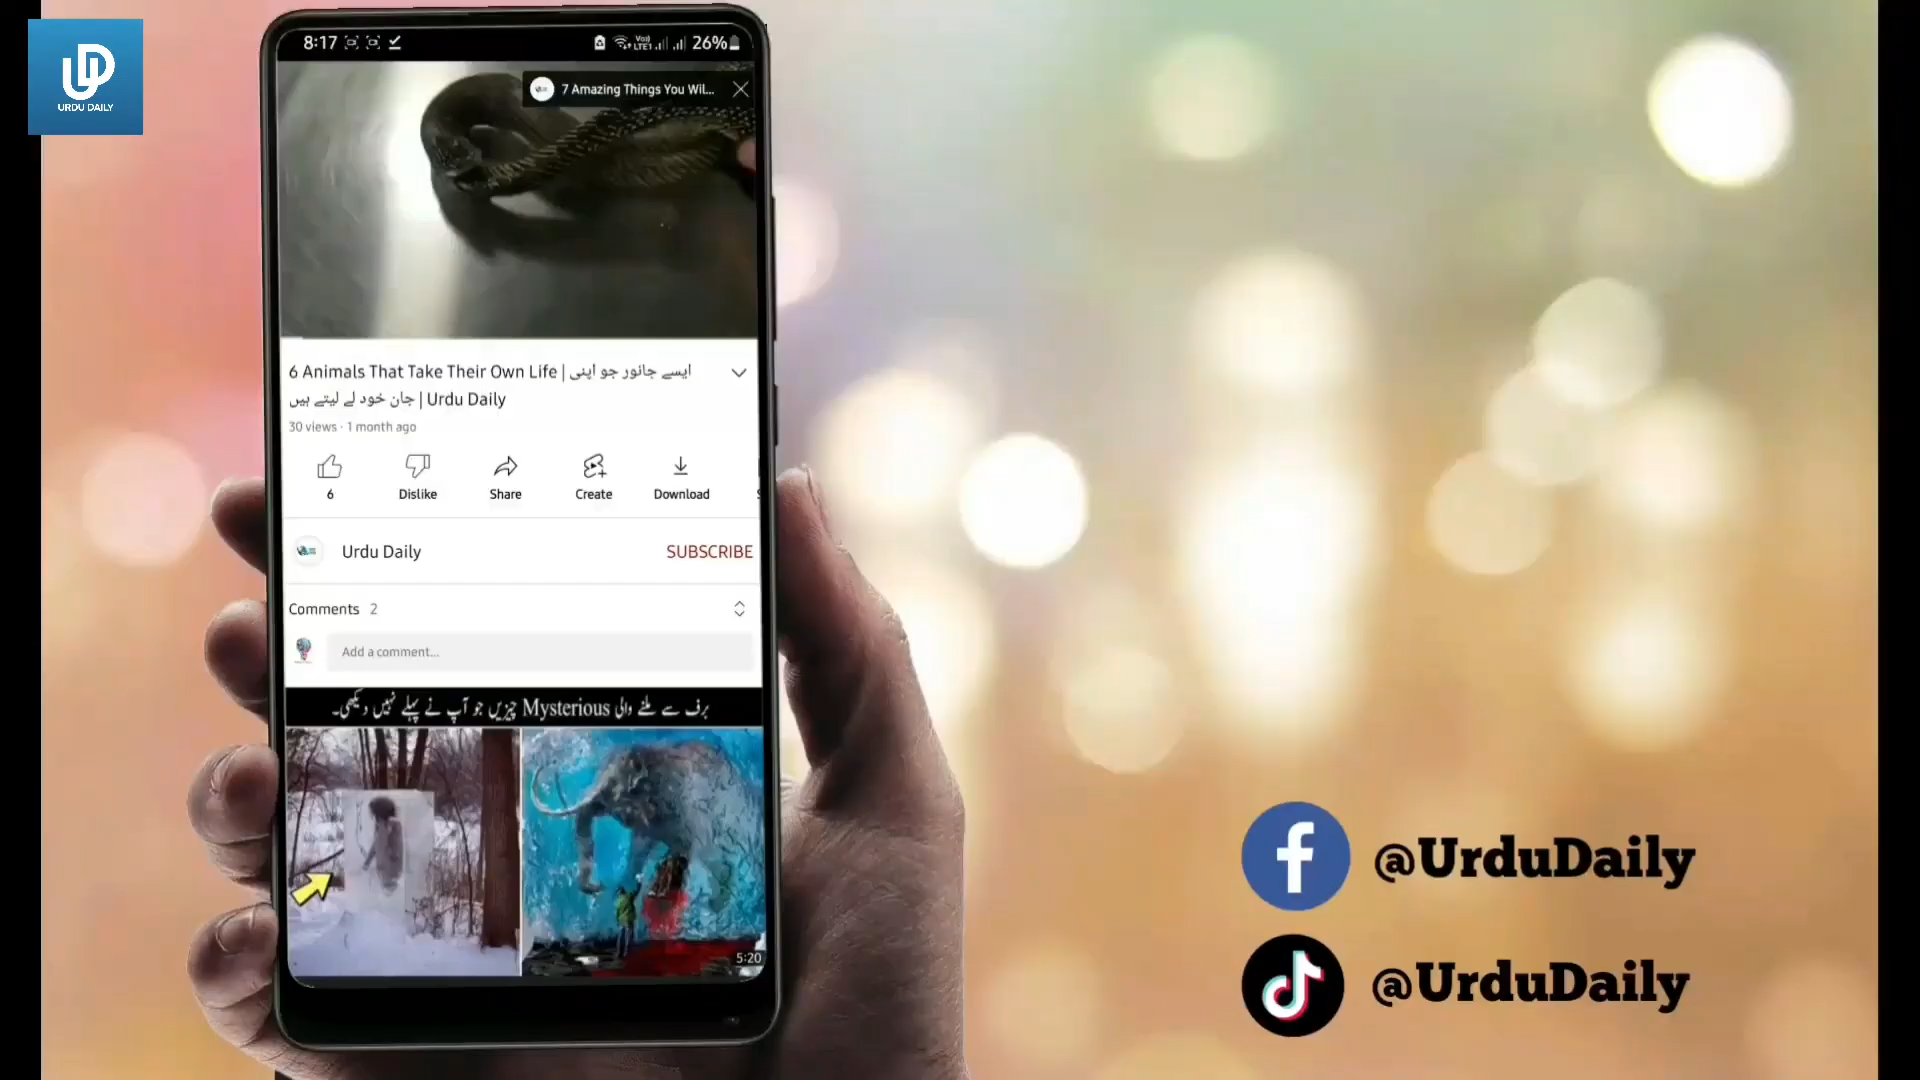 UD
URDU DAILY
8:17
Vo))
LTE1
26%
7 Amazing Things You Wil...
6 Animals That Take Their Own Life | ایسے جانور جو اپنی
جان خود لے لیتے ہیں | Urdu Daily
30 views · 1 month ago
6
Dislike
Share
Create
Download
Urdu Daily
SUBSCRIBE
Comments 2
Add a comment...
برف سے ملنے والی Mysterious چیزیں جو آپ نے پہلے نہیں دیکھی۔
5:20
@UrduDaily
@UrduDaily